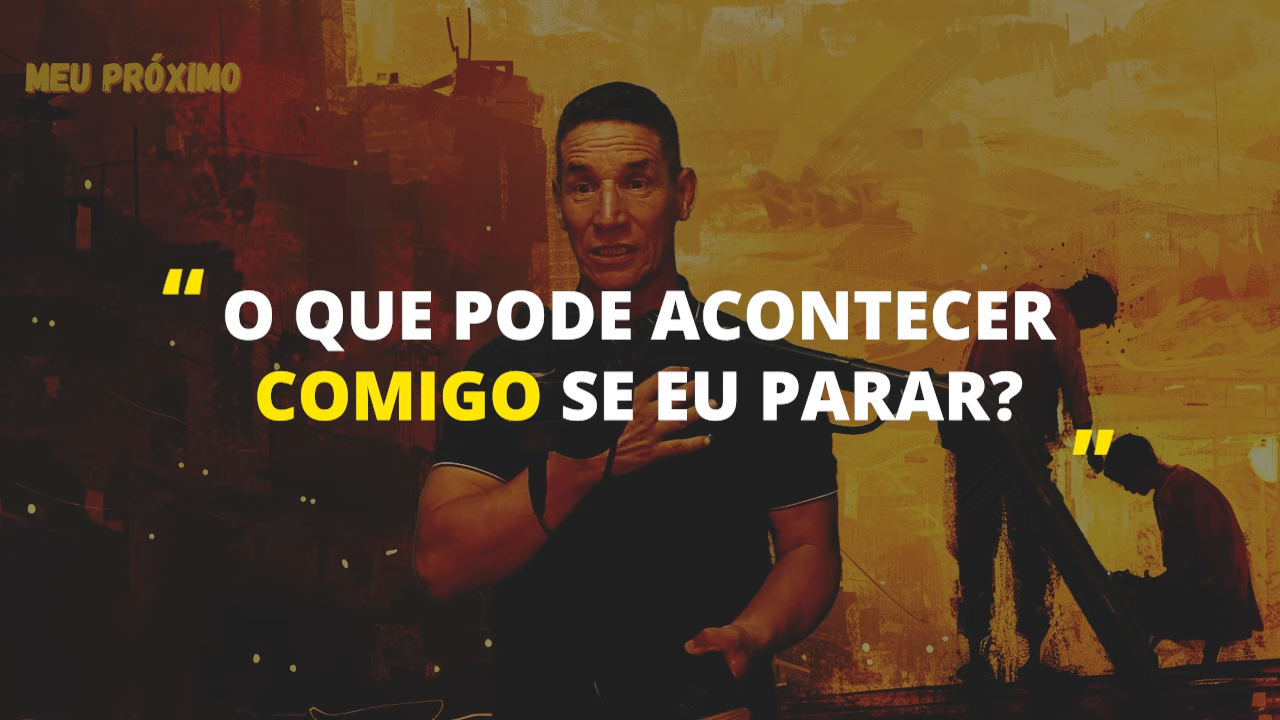 MEU PRÓXIMO
“ O QUE PODE ACONTECER
COMIGO SE EU PARAR? ”